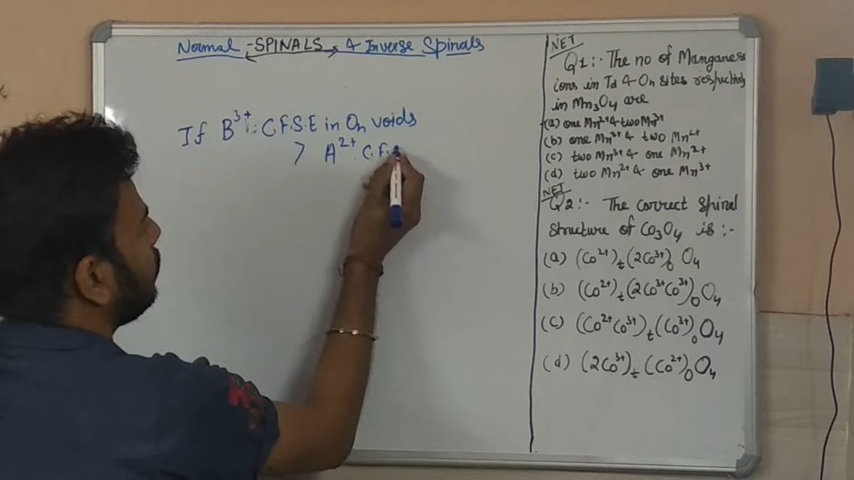 Normal - SPINALS & Inverse Spinals
If B³⁺: C.F.S.E in Oh voids
> A²⁺ C.F.S
NET
Q1:- The no of Manganese
ions in Td & Oh sites respectively
in Mn₃O₄ are
(a) one Mn²⁺ & two Mn³⁺
(b) one Mn³⁺ & two Mn²⁺
(c) two Mn³⁺ & one Mn²⁺
(d) two Mn²⁺ & one Mn³⁺
NET
Q2:- The correct Spinal
structure of Co₃O₄ is :-
(a) (Co²⁺)t (2Co³⁺)o O₄
(b) (Co²⁺)t (2Co³⁺Co³⁺)o O₄
(c) (Co²⁺Co³⁺)t (Co³⁺)o O₄
(d) (2Co³⁺)t (Co²⁺)o O₄